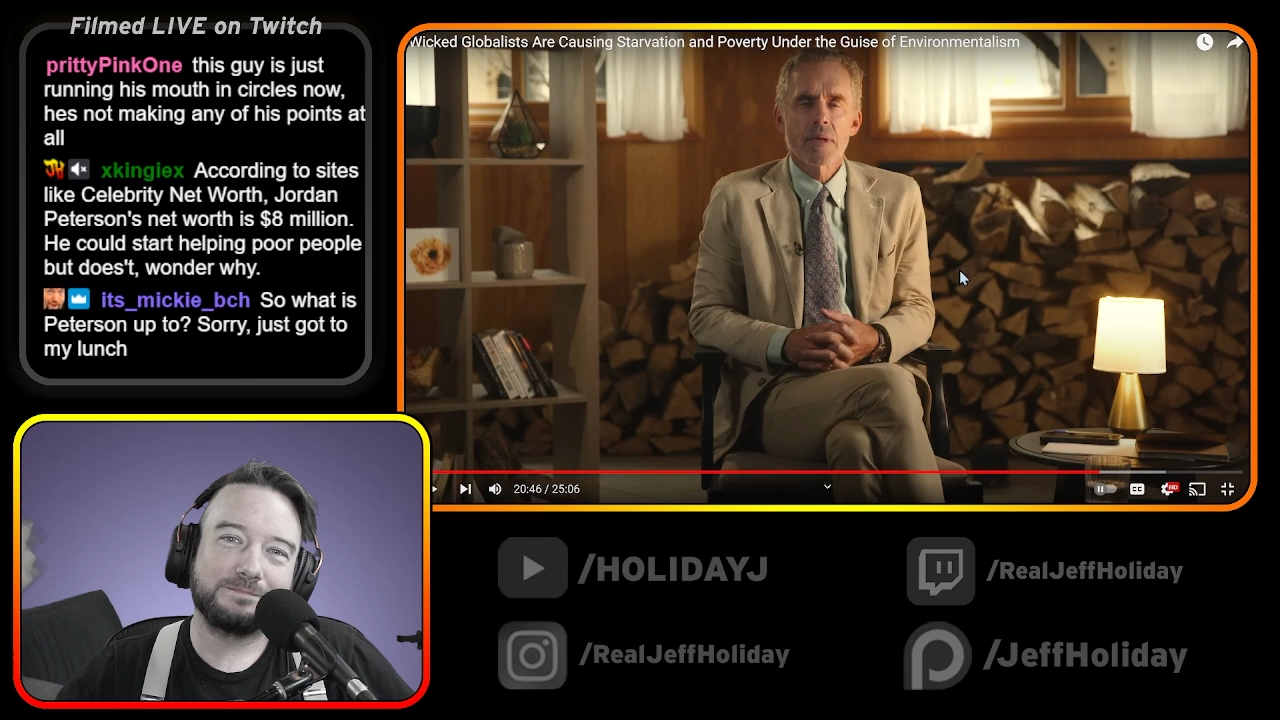 Filmed LIVE on Twitch
prittyPinkOne this guy is just
running his mouth in circles now,
hes not making any of his points at
all
xkingiex According to sites
like Celebrity Net Worth, Jordan
Peterson's net worth is $8 million.
He could start helping poor people
but does't, wonder why.
its_mickie_bch So what is
Peterson up to? Sorry, just got to
my lunch
Wicked Globalists Are Causing Starvation and Poverty Under the Guise of Environmentalism
20:46 / 25:06
CC
HD
/HOLIDAYJ
/RealJeffHoliday
/RealJeffHoliday
/JeffHoliday